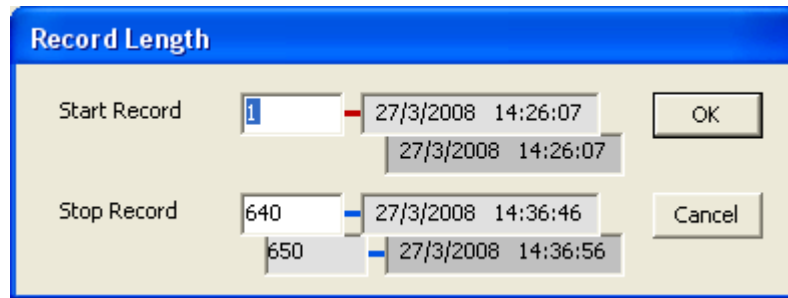 Record Length
Start Record 1 27/3/2008 14:26:07 OK
27/3/2008 14:26:07
Stop Record 640 27/3/2008 14:36:46 Cancel
650 27/3/2008 14:36:56